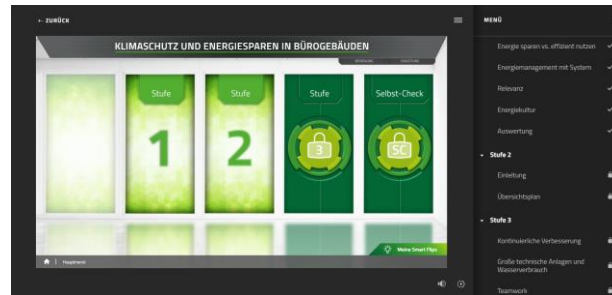 ← ZURÜCK
KLIMASCHUTZ UND ENERGIESPAREN IN BÜROGEBÄUDEN
Stufe
1
Stufe
2
Stufe
3
Selbst-Check
SC
Meine Smart Flips
Hauptmenü
MENÜ
Energie sparen vs. effizient nutzen
Energiemanagement mit System
Relevanz
Energiekultur
Auswertung
Stufe 2
Einleitung
Übersichtsplan
Stufe 3
Kontinuierliche Verbesserung
Große technische Anlagen und
Wasserverbrauch
Teamwork